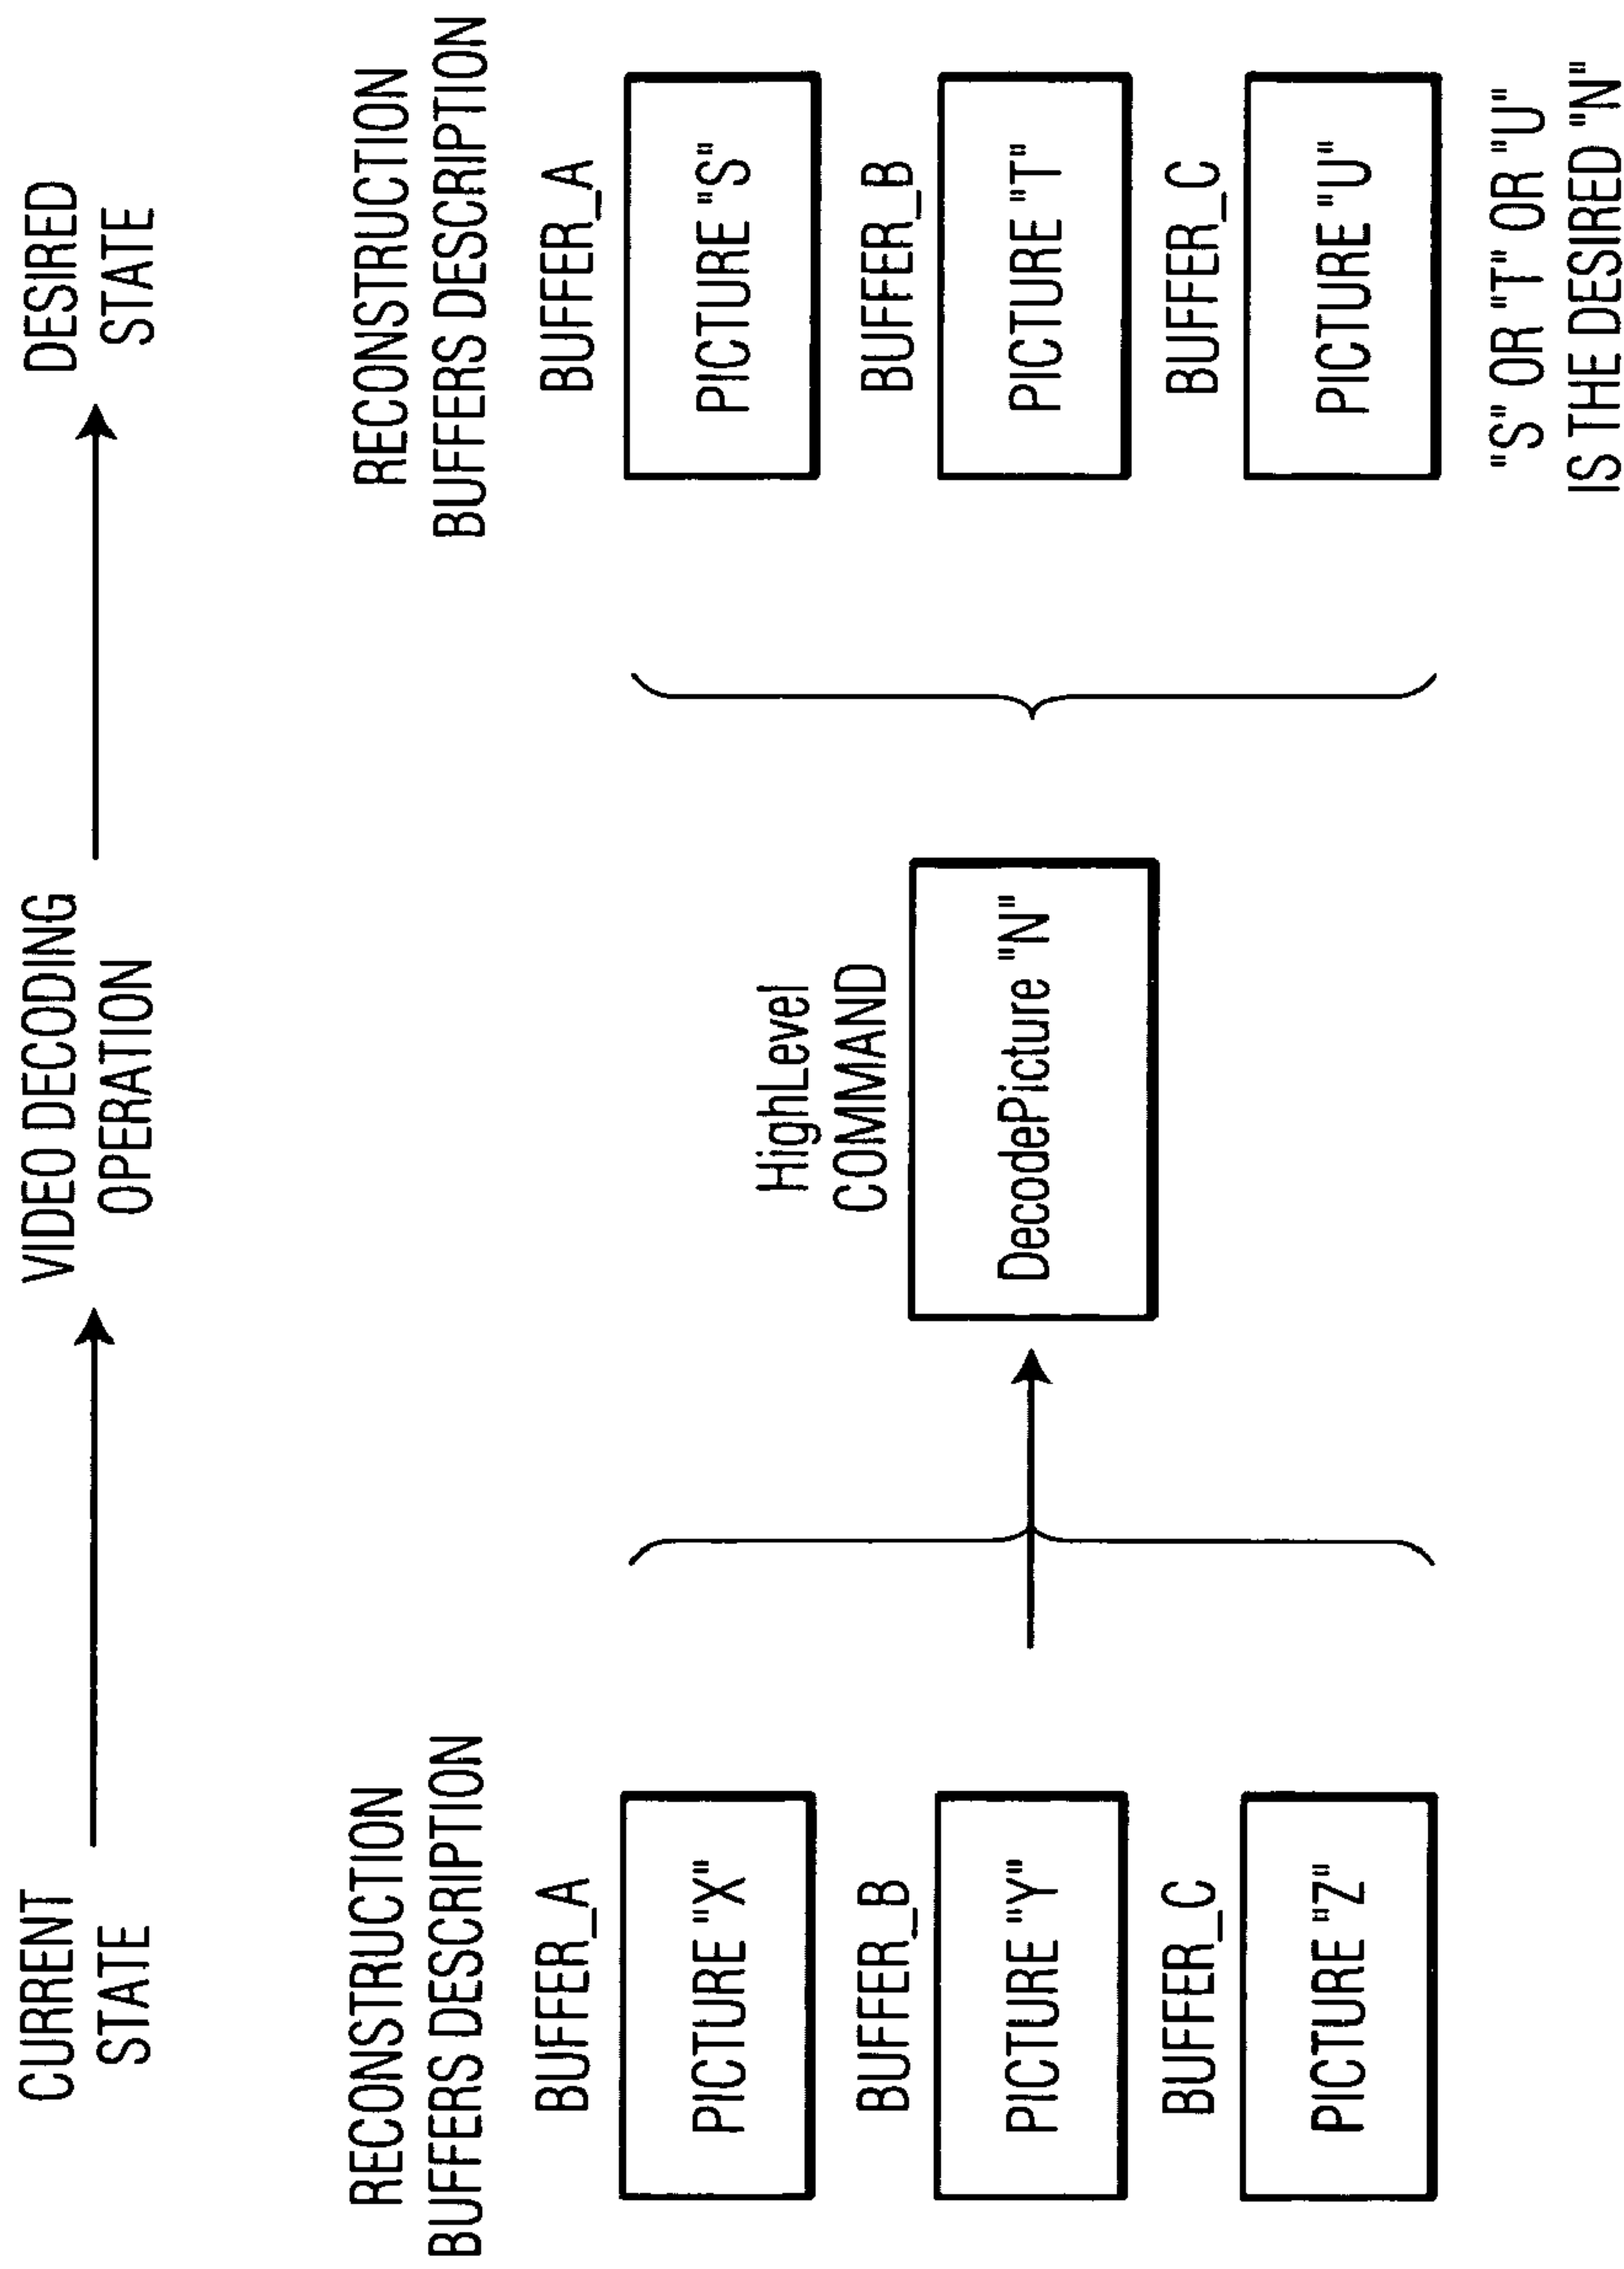 CURRENT
STATE
VIDEO DECODING
OPERATION
DESIRED
STATE
RECONSTRUCTION
BUFFERS DESCRIPTION
BUFFER_A
PICTURE "X"
BUFFER_B
PICTURE "Y"
BUFFER_C
PICTURE "Z"
HighLevel
COMMAND
DecodePicture "N"
RECONSTRUCTION
BUFFERS DESCRIPTION
BUFFER_A
PICTURE "S"
BUFFER_B
PICTURE "T"
BUFFER_C
PICTURE "U"
"S" OR "T" OR "U"
IS THE DESIRED "N"